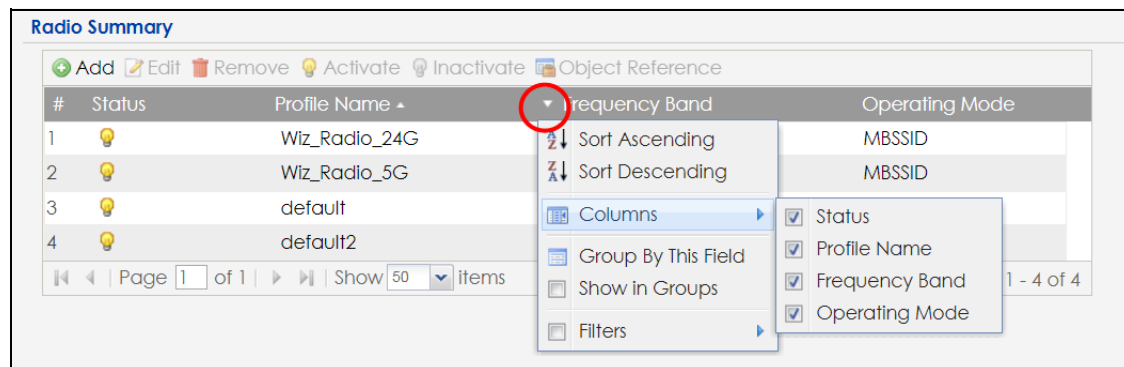 Radio Summary
Add Edit Remove Activate Inactivate Object Reference
# Status Profile Name Frequency Band Operating Mode
1 Wiz_Radio_24G MBSSID
2 Wiz_Radio_5G MBSSID
3 default
4 default2
Sort Ascending
Sort Descending
Columns
Group By This Field
Show in Groups
Filters
Status
Profile Name
Frequency Band
Operating Mode
Page 1 of 1 Show 50 items 1 - 4 of 4